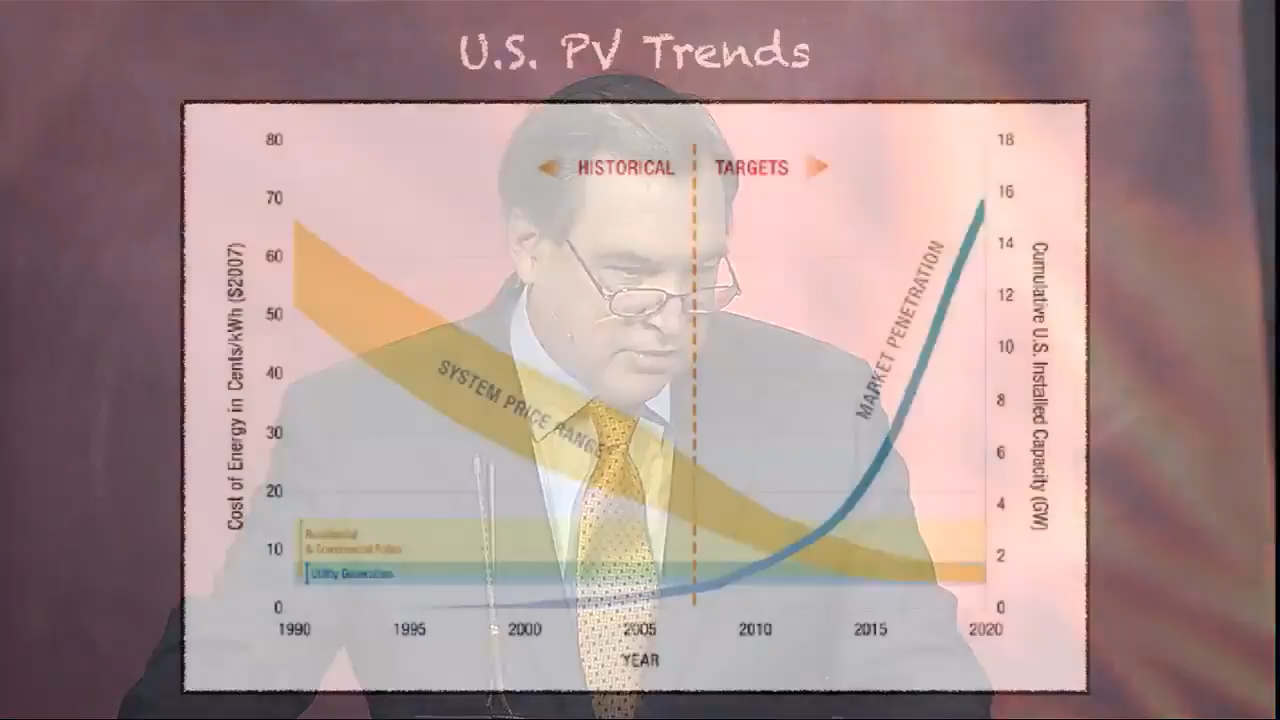 U.S. PV Trends
HISTORICAL
TARGETS
80
70
60
50
40
30
20
10
0
Cost of Energy in Cents/kWh ($2007)
SYSTEM PRICE RANGE
MARKET PENETRATION
Residential
& Commercial Rates
Utility Generation
18
16
14
12
10
8
6
4
2
0
Cumulative U.S. Installed Capacity (GW)
1990 1995 2000 2005 2010 2015 2020
YEAR